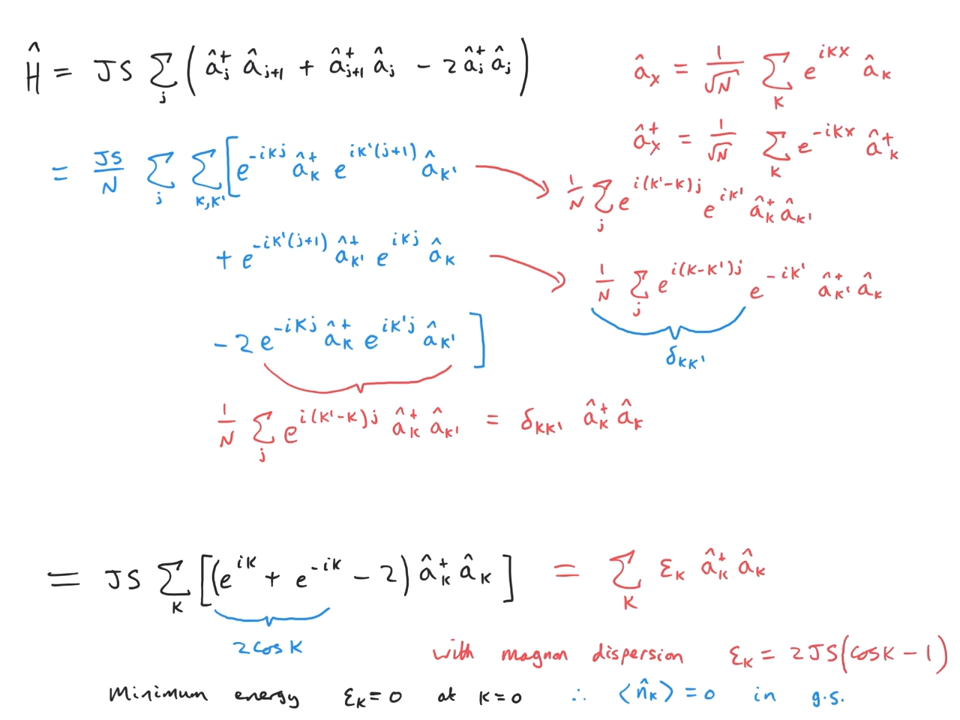 Ĥ = JS Σ_j ( â†_j â_{j+1} + â†_{j+1} â_j − 2 â†_j â_j )
â_x = 1/√N Σ_K e^{iKx} â_K
â†_x = 1/√N Σ_K e^{−iKx} â†_K
= JS/N Σ_j Σ_{K,K'} [ e^{−iKj} â†_K e^{iK'(j+1)} â_{K'} → 1/N Σ_j e^{i(K'−K)j} e^{iK'} â†_K â_{K'}
+ e^{−iK'(j+1)} â†_{K'} e^{iKj} â_K → 1/N Σ_j e^{i(K−K')j} e^{−iK'} â†_{K'} â_K
δ_{KK'}
− 2 e^{−iKj} â†_K e^{iK'j} â_{K'} ]
1/N Σ_j e^{i(K'−K)j} â†_K â_{K'} = δ_{KK'} â†_K â_K
= JS Σ_K [ (e^{iK} + e^{−iK} − 2) â†_K â_K ] = Σ_K ε_K â†_K â_K
2cosK
with magnon dispersion ε_K = 2JS(cosK − 1)
Minimum energy ε_K = 0 at K = 0 ∴ ⟨n̂_K⟩ = 0 in g.s.